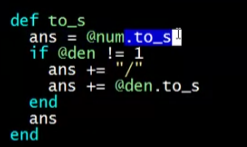 def to_s
  ans = @num.to_s
  if @den != 1
    ans += "/"
    ans += @den.to_s
  end
  ans
end